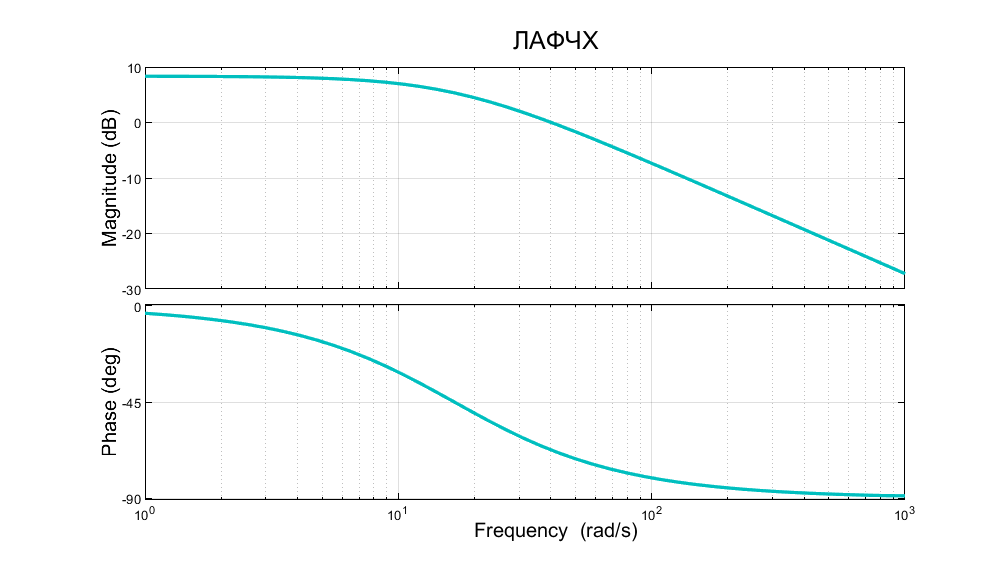 ЛАФЧХ
10
0
-10
-20
-30
Magnitude (dB)
0
-45
-90
Phase (deg)
10^0 10^1 10^2 10^3
Frequency (rad/s)